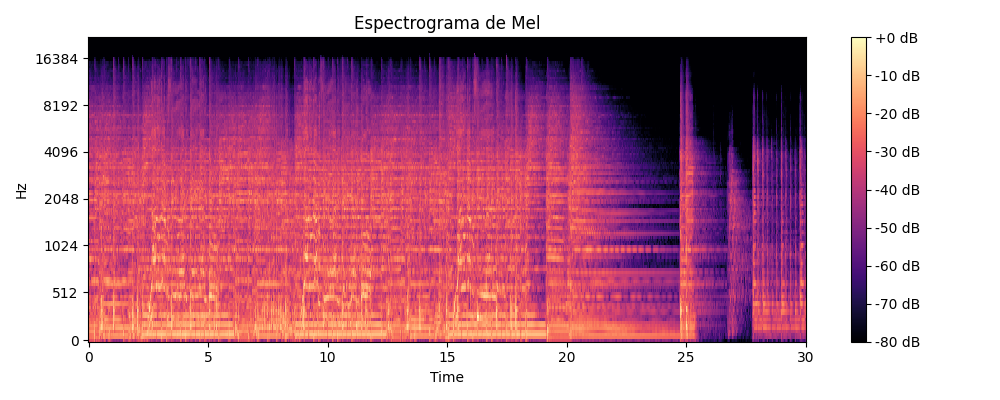 Espectrograma de Mel
Hz
16384
8192
4096
2048
1024
512
0
0 5 10 15 20 25 30
Time
+0 dB
-10 dB
-20 dB
-30 dB
-40 dB
-50 dB
-60 dB
-70 dB
-80 dB